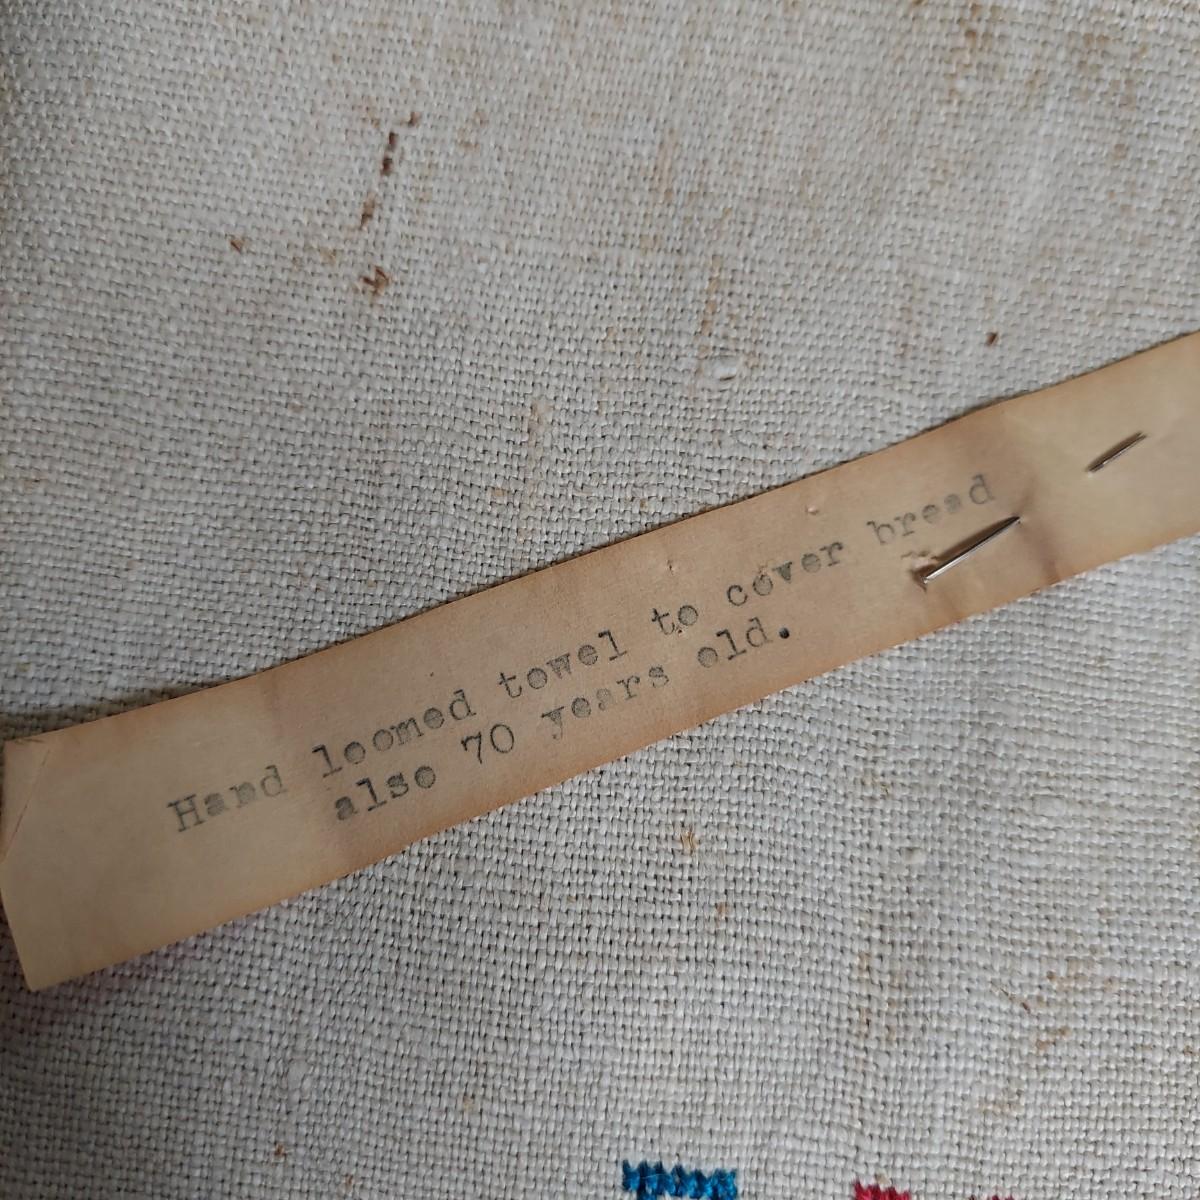 Hand loomed towel to cover bread
also 70 years old.